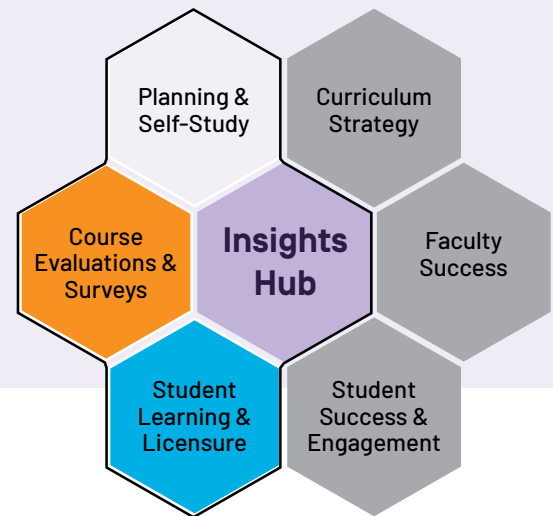 Planning &
Self-Study
Curriculum
Strategy
Course
Evaluations &
Surveys
Insights
Hub
Faculty
Success
Student
Learning &
Licensure
Student
Success &
Engagement